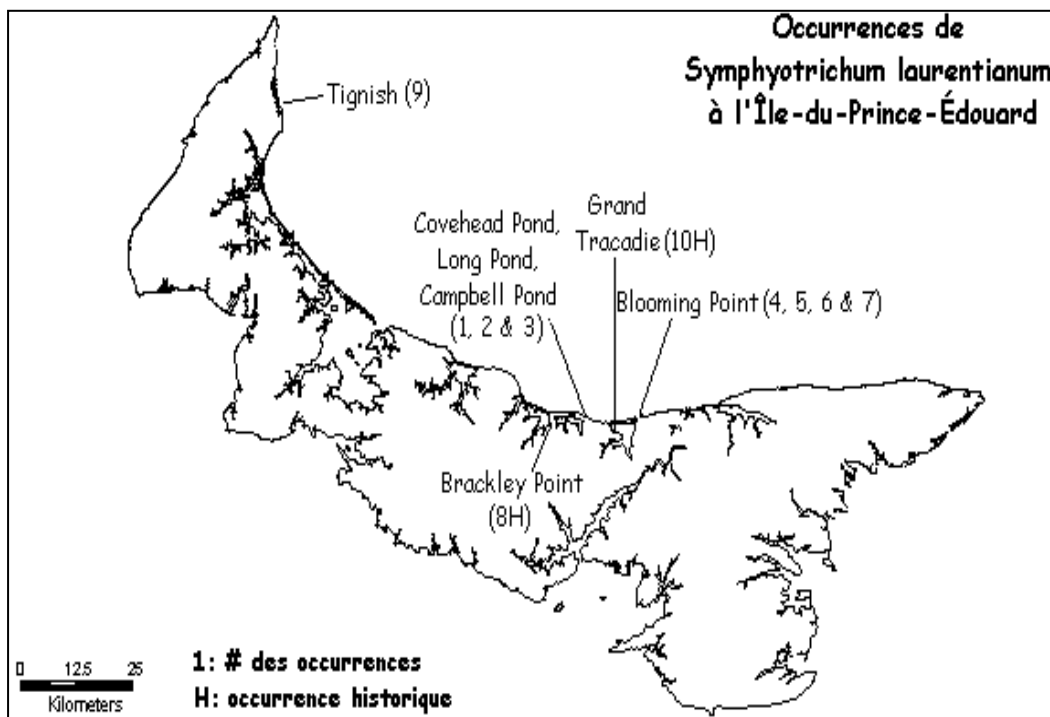 Occurrences de
Symphyotrichum laurentianum
à l'Île-du-Prince-Édouard
Tignish (9)
Covehead Pond,
Long Pond,
Campbell Pond
(1, 2 & 3)
Grand
Tracadie (10H)
Blooming Point (4, 5, 6 & 7)
Brackley Point
(8H)
0 12.5 25
Kilometers
1: # des occurrences
H: occurrence historique